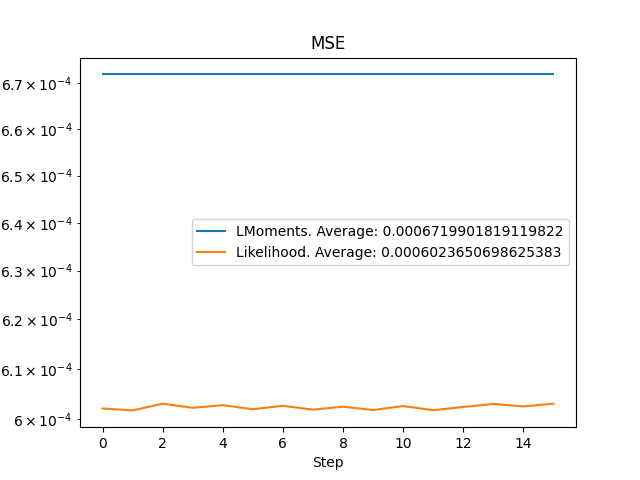 MSE
6.7 × 10⁻⁴
6.6 × 10⁻⁴
6.5 × 10⁻⁴
6.4 × 10⁻⁴
6.3 × 10⁻⁴
6.2 × 10⁻⁴
6.1 × 10⁻⁴
6 × 10⁻⁴
LMoments. Average: 0.0006719901819119822
Likelihood. Average: 0.0006023650698625383
0 2 4 6 8 10 12 14
Step